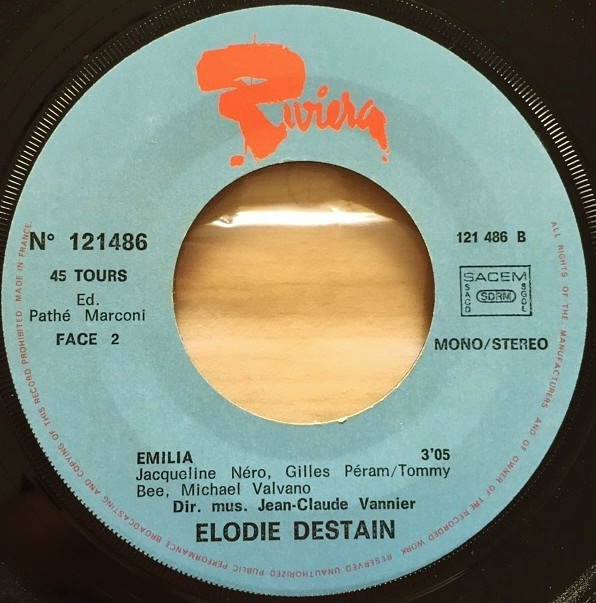 Riviera
N° 121486
45 TOURS
Ed.
Pathé Marconi
FACE 2
121 486 B
SACEM
SACD
SDRM
SGDL
MONO/STEREO
EMILIA 3'05
Jacqueline Néro, Gilles Péram/Tommy
Bee, Michael Valvano
Dir. mus. Jean-Claude Vannier
ELODIE DESTAIN
ALL RIGHTS OF THE MANUFACTURERS AND OF OWNER OF THE RECORDED WORK RESERVED UNAUTHORIZED PUBLIC PERFORMANCE BROADCASTING AND COPYING OF THIS RECORD PROHIBITED MADE IN FRANCE